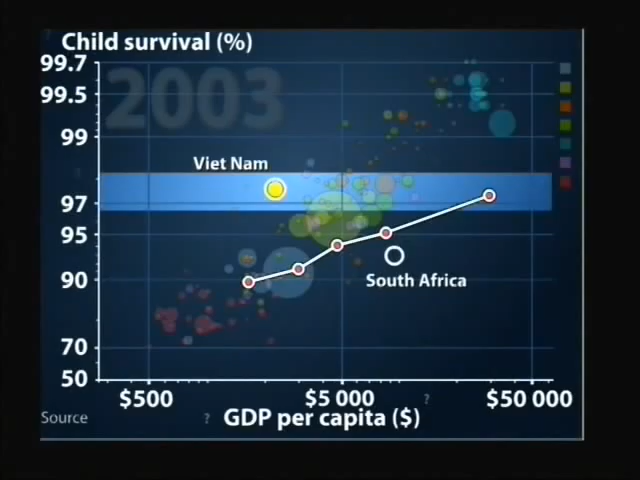 Child survival (%)
2003
99.7
99.5
99
Viet Nam
97
95
South Africa
90
70
50
$500
$5 000
?
$50 000
Source
?
GDP per capita ($)